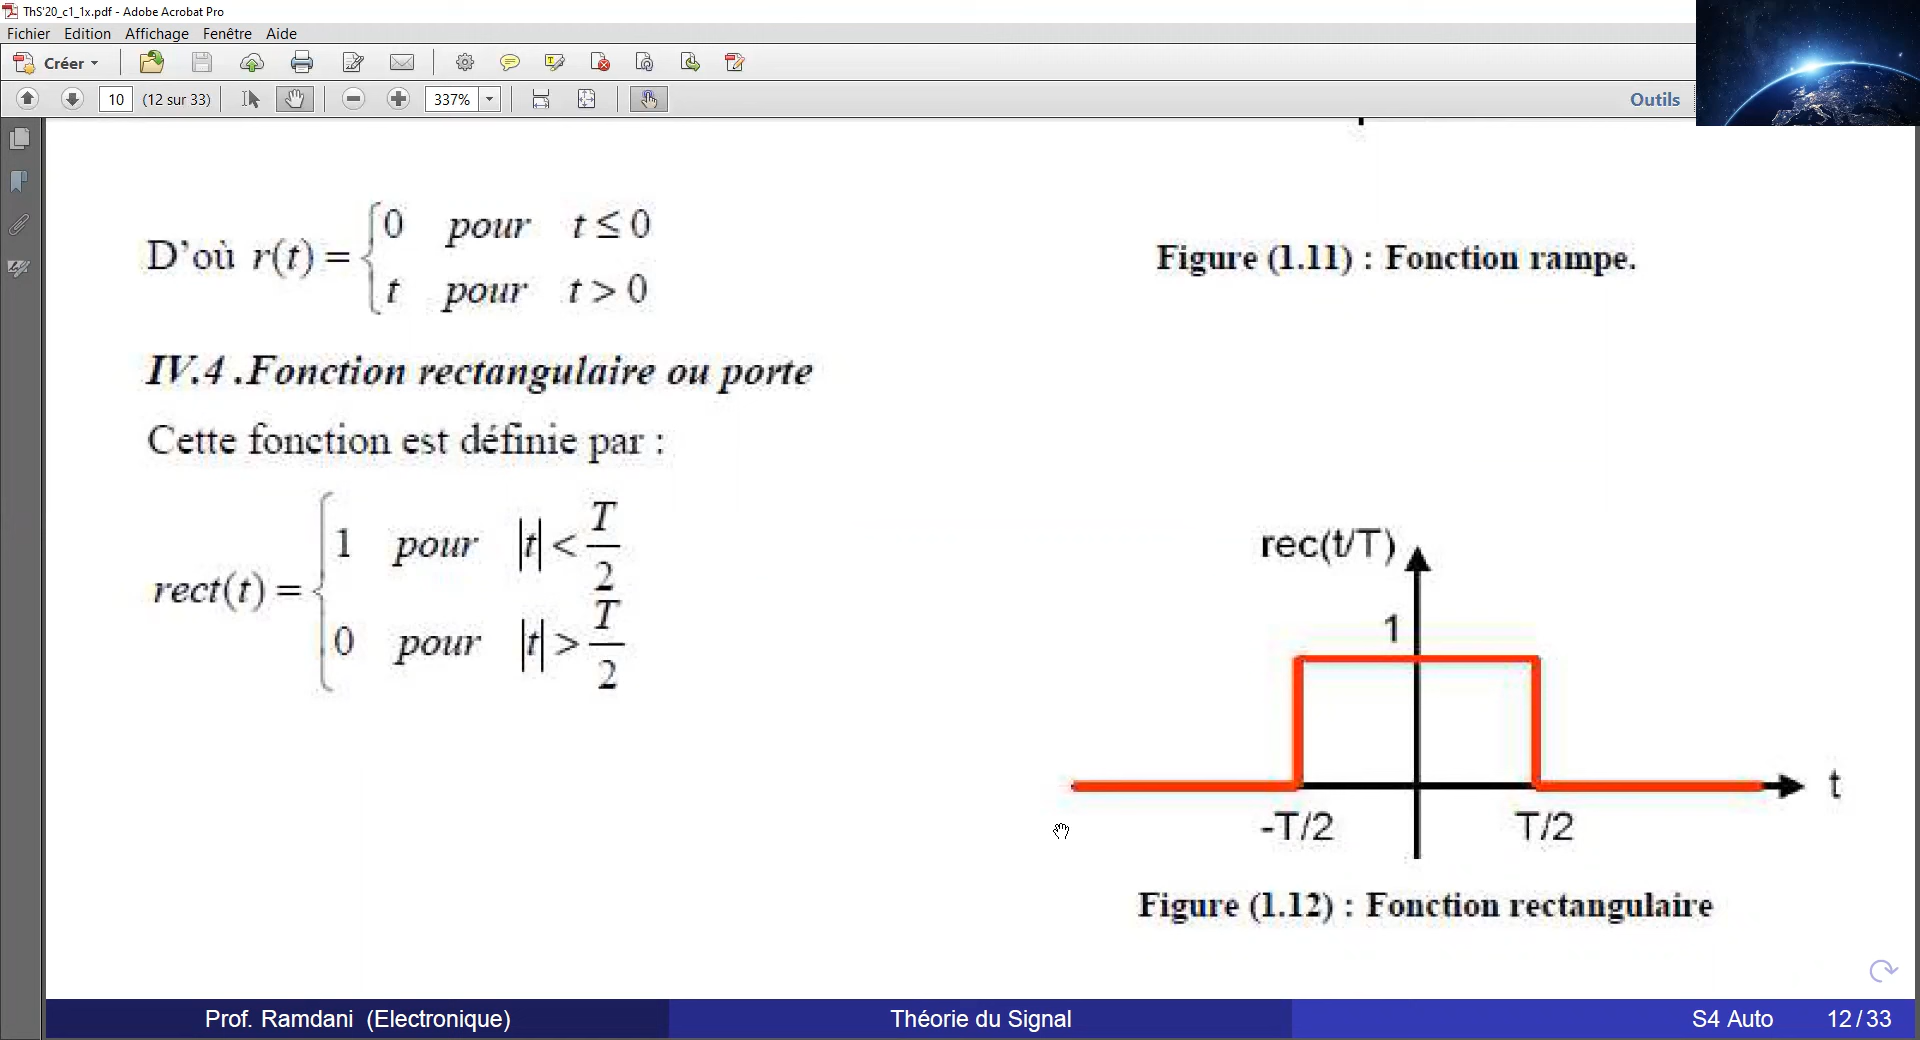 ThS'20_c1_1x.pdf - Adobe Acrobat Pro
Fichier Edition Affichage Fenêtre Aide
Créer
10 (12 sur 33) 337% Outils
D'où r(t) = { 0 pour t ≤ 0
t pour t > 0
Figure (1.11) : Fonction rampe.
IV.4 .Fonction rectangulaire ou porte
Cette fonction est définie par :
rect(t) = { 1 pour |t| < T/2
0 pour |t| > T/2
rec(t/T)
1
t
-T/2 T/2
Figure (1.12) : Fonction rectangulaire
Prof. Ramdani (Electronique) Théorie du Signal S4 Auto 12 / 33